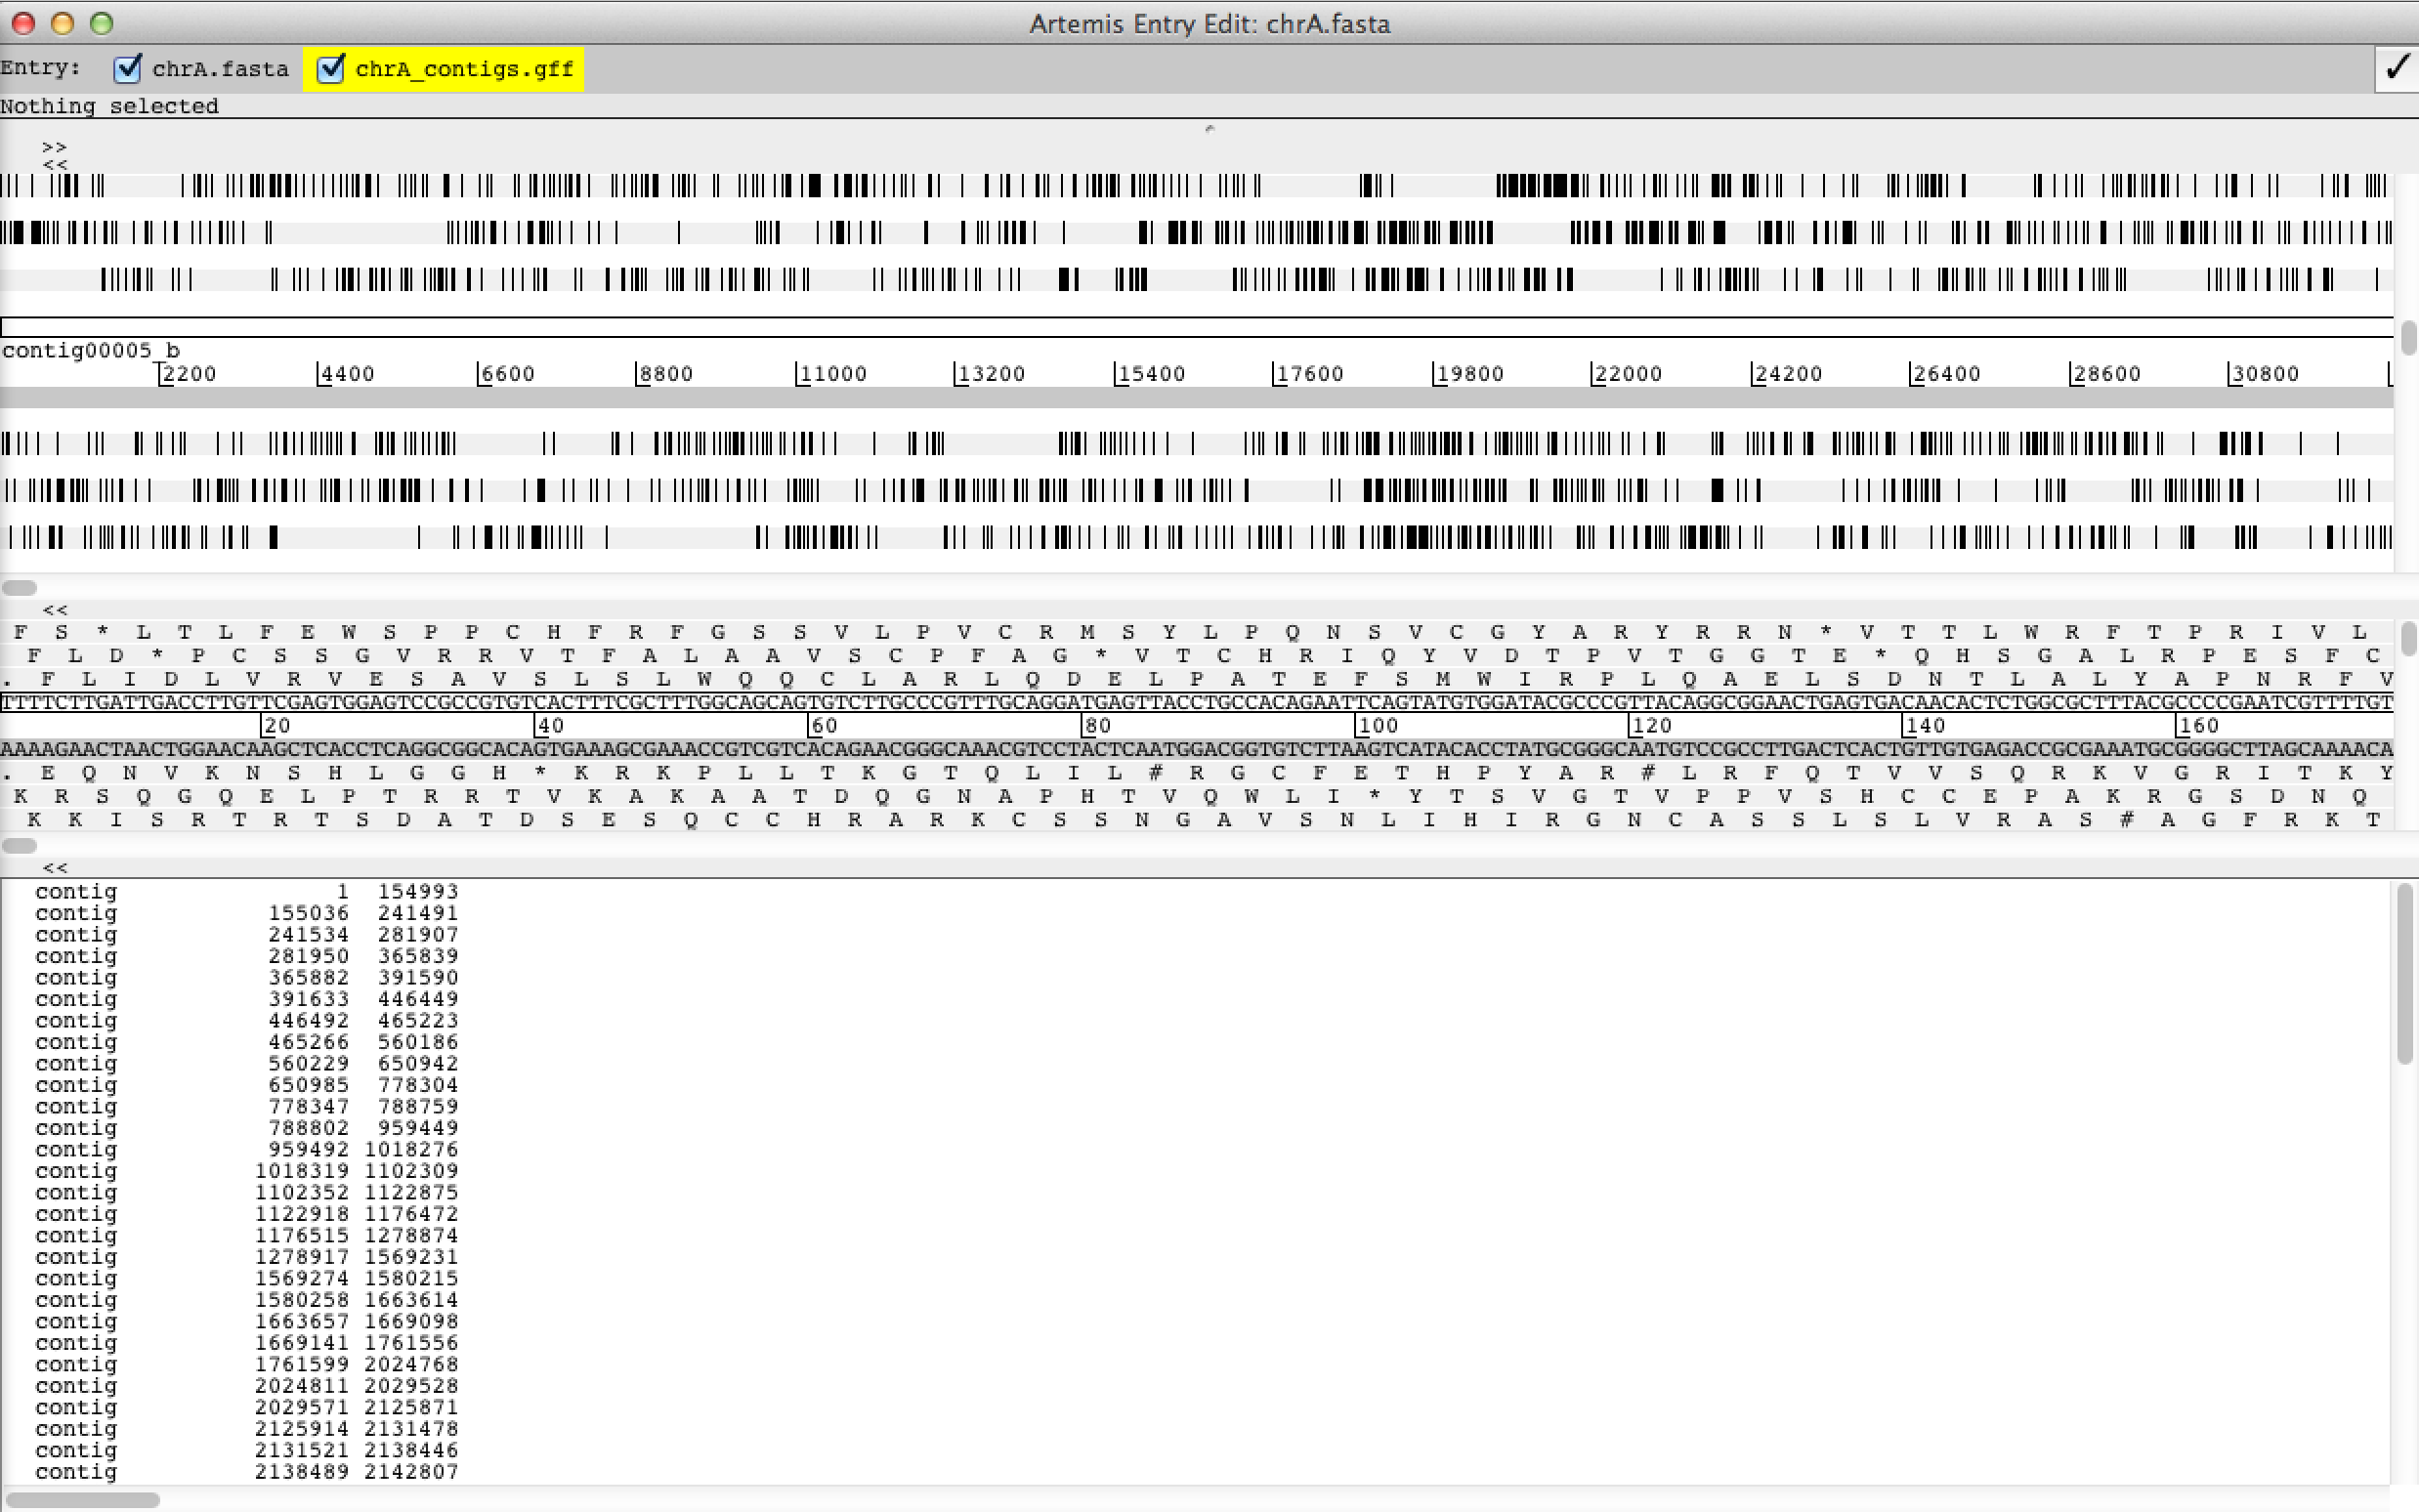 Artemis Entry Edit: chrA.fasta
Entry: chrA.fasta chrA_contigs.gff
Nothing selected
>>
<<
contig00005_b
2200 4400 6600 8800 11000 13200 15400 17600 19800 22000 24200 26400 28600 30800
<<
F S * L T L F E W S P P C H F R F G S S V L P V C R M S Y L P Q N S V C G Y A R Y R R N * V T T L W R F T P R I V L
F L D * P C S S G V R R V T F A L A A V S C P F A G * V T C H R I Q Y V D T P V T G G T E * Q H S G A L R P E S F C
. F L I D L V R V E S A V S L S L W Q Q C L A R L Q D E L P A T E F S M W I R P L Q A E L S D N T L A L Y A P N R F V
TTTTCTTGATTGACCTTGTTCGAGTGGAGTCCGCCGTGTCACTTTCGCTTTGGCAGCAGTGTCTTGCCCGTTTGCAGGATGAGTTACCTGCCACAGAATTCAGTATGTGGATACGCCCGTTACAGGCGGAACTGAGTGACAACACTCTGGCGCTTTACGCCCCGAATCGTTTTGT
20 40 60 80 100 120 140 160
AAAAGAACTAACTGGAACAAGCTCACCTCAGGCGGCACAGTGAAAGCGAAACCGTCGTCACAGAACGGGCAAACGTCCTACTCAATGGACGGTGTCTTAAGTCATACACCTATGCGGGCAATGTCCGCCTTGACTCACTGTTGTGAGACCGCGAAATGCGGGGCTTAGCAAAACA
. E Q N V K N S H L G G H * K R K P L L T K G T Q L I L # R G C F E T H P Y A R # L R F Q T V V S Q R K V G R I T K Y
K R S Q G Q E L P T R R T V K A K A A T D Q G N A P H T V Q W L I * Y T S V G T V P P V S H C C E P A K R G S D N Q
K K I S R T R T S D A T D S E S Q C C H R A R K C S S N G A V S N L I H I R G N C A S S L S L V R A S # A G F R K T
<<
contig 1 154993
contig 155036 241491
contig 241534 281907
contig 281950 365839
contig 365882 391590
contig 391633 446449
contig 446492 465223
contig 465266 560186
contig 560229 650942
contig 650985 778304
contig 778347 788759
contig 788802 959449
contig 959492 1018276
contig 1018319 1102309
contig 1102352 1122875
contig 1122918 1176472
contig 1176515 1278874
contig 1278917 1569231
contig 1569274 1580215
contig 1580258 1663614
contig 1663657 1669098
contig 1669141 1761556
contig 1761599 2024768
contig 2024811 2029528
contig 2029571 2125871
contig 2125914 2131478
contig 2131521 2138446
contig 2138489 2142807